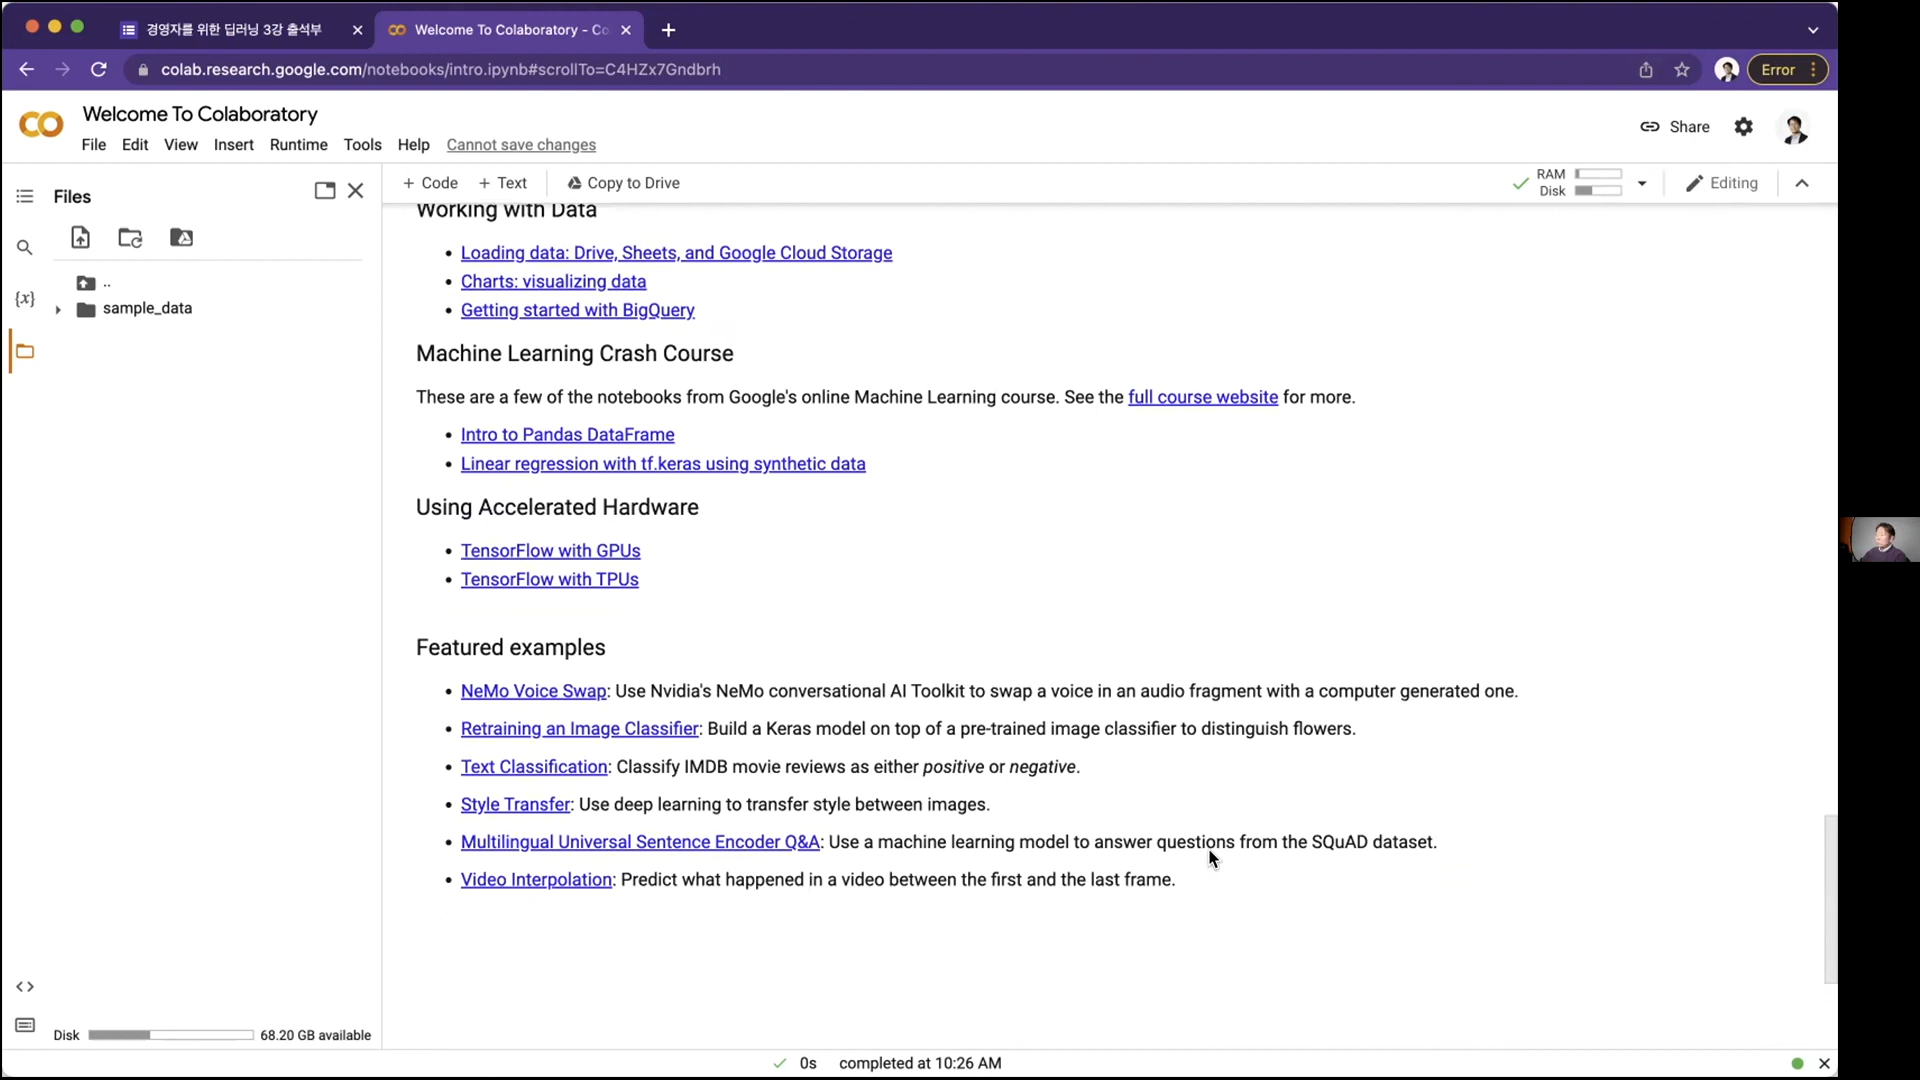 경영자를 위한 딥러닝 3강 출석부
Welcome To Colaboratory - Co
colab.research.google.com/notebooks/intro.ipynb#scrollTo=C4HZx7Gndbrh
Error
Welcome To Colaboratory
File Edit View Insert Runtime Tools Help Cannot save changes
Share
Files
+ Code + Text Copy to Drive
RAM
Disk
Editing
..
sample_data
{x}
Working with Data
• Loading data: Drive, Sheets, and Google Cloud Storage
• Charts: visualizing data
• Getting started with BigQuery
Machine Learning Crash Course
These are a few of the notebooks from Google's online Machine Learning course. See the full course website for more.
• Intro to Pandas DataFrame
• Linear regression with tf.keras using synthetic data
Using Accelerated Hardware
• TensorFlow with GPUs
• TensorFlow with TPUs
Featured examples
• NeMo Voice Swap: Use Nvidia's NeMo conversational AI Toolkit to swap a voice in an audio fragment with a computer generated one.
• Retraining an Image Classifier: Build a Keras model on top of a pre-trained image classifier to distinguish flowers.
• Text Classification: Classify IMDB movie reviews as either positive or negative.
• Style Transfer: Use deep learning to transfer style between images.
• Multilingual Universal Sentence Encoder Q&A: Use a machine learning model to answer questions from the SQuAD dataset.
• Video Interpolation: Predict what happened in a video between the first and the last frame.
Disk 68.20 GB available
0s completed at 10:26 AM